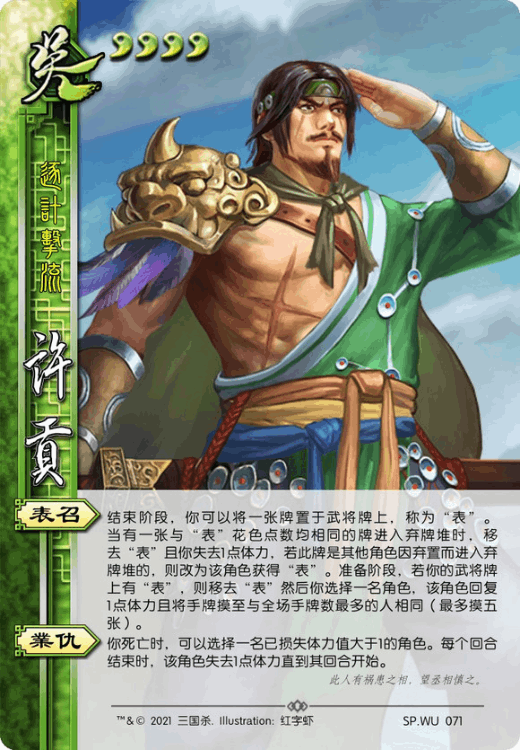 吴
逐計擊流
许贡
表召
结束阶段，你可以将一张牌置于武将牌上，称为“表”。
当有一张与“表”花色点数均相同的牌进入弃牌堆时，移
去“表”且你失去1点体力，若此牌是其他角色因弃置而进入弃
牌堆的，则改为该角色获得“表”。准备阶段，若你的武将牌
上有“表”，则移去“表”然后你选择一名角色，该角色回复
1点体力且将手牌摸至与全场手牌数最多的人相同（最多摸五
张）。
業仇
你死亡时，可以选择一名已损失体力值大于1的角色。每个回合
结束时，该角色失去1点体力直到其回合开始。
此人有祸患之相，望丞相慎之。
™&© 2021 三国杀. Illustration: 红字虾
SP.WU 071